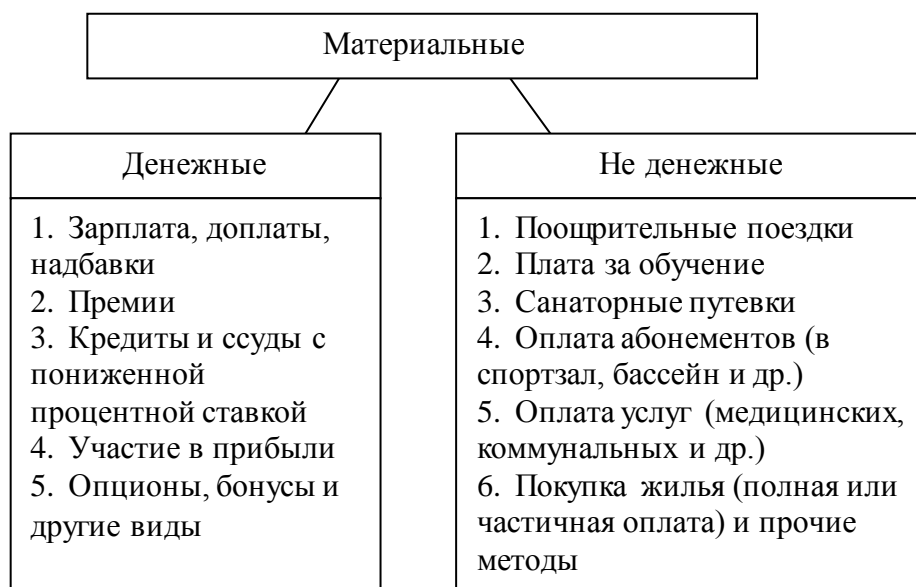 Материальные
Денежные
1. Зарплата, доплаты,
надбавки
2. Премии
3. Кредиты и ссуды с
пониженной
процентной ставкой
4. Участие в прибыли
5. Опционы, бонусы и
другие виды
Не денежные
1. Поощрительные поездки
2. Плата за обучение
3. Санаторные путевки
4. Оплата абонементов (в
спортзал, бассейн и др.)
5. Оплата услуг (медицинских,
коммунальных и др.)
6. Покупка жилья (полная или
частичная оплата) и прочие
методы